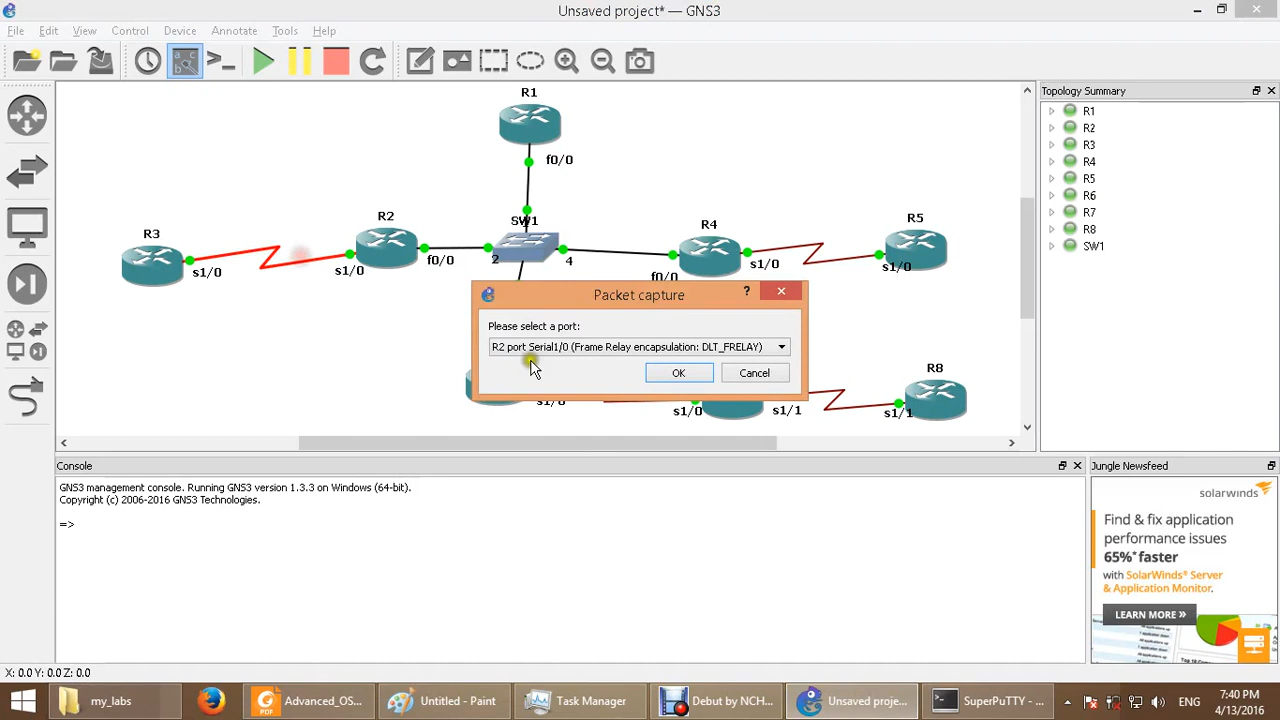 Unsaved project* — GNS3
File Edit View Control Device Annotate Tools Help
Topology Summary
R1
R2
R3
R4
R5
R6
R7
R8
SW1
R1
f0/0
SW1
R3
s1/0
R2
s1/0
f0/0
2
4
R4
f0/0
s1/0
R5
s1/0
Packet capture
?
Please select a port:
R2 port Serial1/0 (Frame Relay encapsulation: DLT_FRELAY)
OK
Cancel
s1/0
s1/1
R8
s1/1
Console
GNS3 management console. Running GNS3 version 1.3.3 on Windows (64-bit).
Copyright (c) 2006-2016 GNS3 Technologies.
=>
Jungle Newsfeed
solarwinds
Find & fix application
performance issues
65%* faster
with SolarWinds® Server
& Application Monitor.
LEARN MORE »
X: 0.0 Y: 0.0 Z: 0.0
my_labs
Advanced_OS...
Untitled - Paint
Task Manager
Debut by NCH...
Unsaved proje...
SuperPuTTY - ...
ENG
7:40 PM
4/13/2016